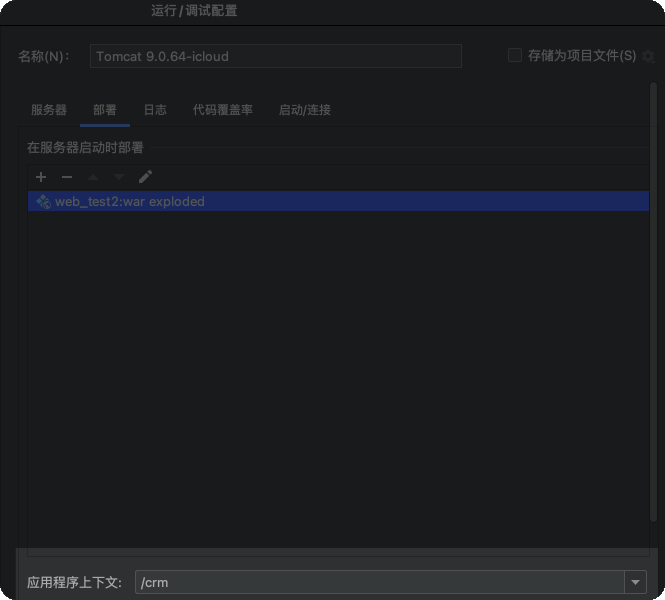 运行/调试配置
名称(N): Tomcat 9.0.64-icloud 存储为项目文件(S)
服务器 部署 日志 代码覆盖率 启动/连接
在服务器启动时部署
web_test2:war exploded
应用程序上下文: /crm